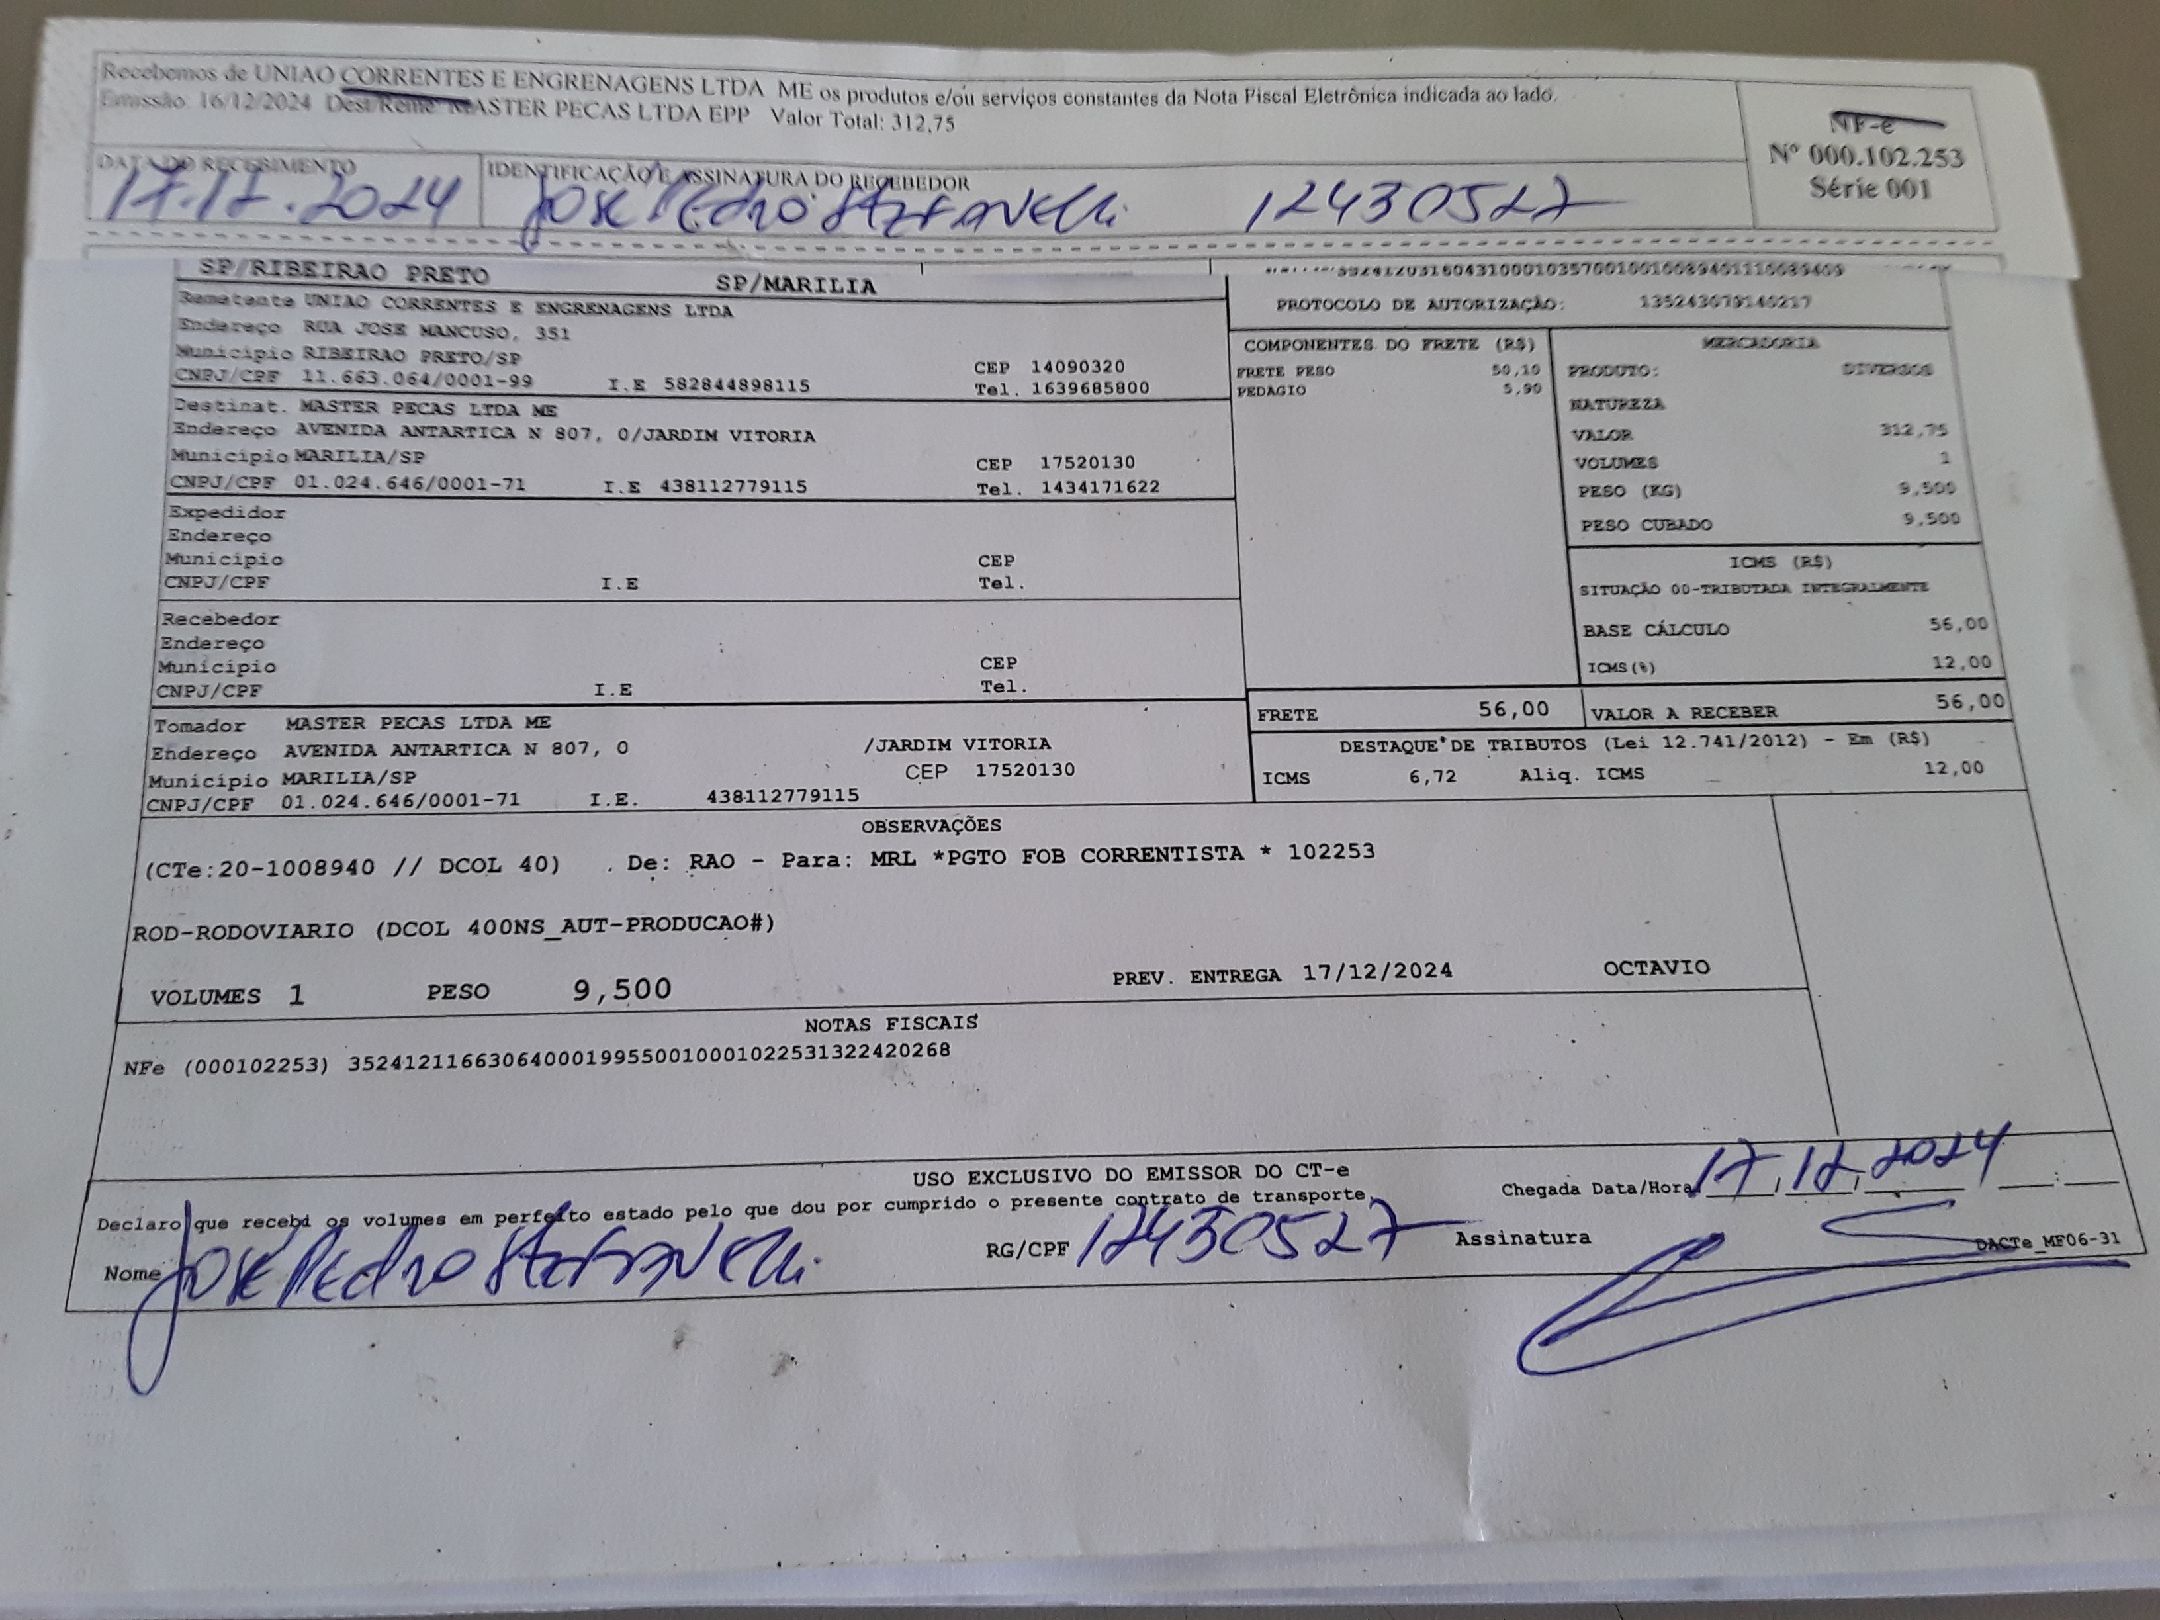 Recebemos de UNIAO CORRENTES E ENGRENAGENS LTDA ME os produtos e/ou serviços constantes da Nota Fiscal Eletrônica indicada ao lado.
Emissão 16/12/2024 Dest/Reme MASTER PECAS LTDA EPP Valor Total: 312,75
NF-e
Nº 000.102.253
Série 001
DATA DO RECEBIMENTO
17.12.2024
IDENTIFICAÇÃO E ASSINATURA DO RECEBEDOR
José Pedro 12430527
SP/RIBEIRAO PRETO SP/MARILIA
Remetente UNIAO CORRENTES E ENGRENAGENS LTDA
Endereço RUA JOSE MANCUSO, 351
Município RIBEIRAO PRETO/SP CEP 14090320
CNPJ/CPF 11.663.064/0001-99 I.E 582844898115 Tel. 1639685800
Destinat. MASTER PECAS LTDA ME
Endereço AVENIDA ANTARTICA N 807, 0/JARDIM VITORIA
Município MARILIA/SP CEP 17520130
CNPJ/CPF 01.024.646/0001-71 I.E 438112779115 Tel. 1434171622
Expedidor
Endereço
Município CEP
CNPJ/CPF I.E Tel.
Recebedor
Endereço
Município CEP
CNPJ/CPF I.E Tel.
Tomador MASTER PECAS LTDA ME
Endereço AVENIDA ANTARTICA N 807, 0 /JARDIM VITORIA
Município MARILIA/SP CEP 17520130
CNPJ/CPF 01.024.646/0001-71 I.E. 438112779115
PROTOCOLO DE AUTORIZAÇÃO: 135243079140217
COMPONENTES DO FRETE (R$)
FRETE PESO 50,10
PEDAGIO 5,90
MERCADORIA
PRODUTO: DIVERSOS
NATUREZA
VALOR 312,75
VOLUMES 1
PESO (KG) 9,500
PESO CUBADO 9,500
ICMS (R$)
SITUAÇÃO 00-TRIBUTADA INTEGRALMENTE
BASE CÁLCULO 56,00
ICMS(%) 12,00
FRETE 56,00 VALOR A RECEBER 56,00
DESTAQUE DE TRIBUTOS (Lei 12.741/2012) - Em (R$)
ICMS 6,72 Aliq. ICMS 12,00
OBSERVAÇÕES
(CTe:20-1008940 // DCOL 40) . De: RAO - Para: MRL *PGTO FOB CORRENTISTA * 102253
ROD-RODOVIARIO (DCOL 400NS_AUT-PRODUCAO#)
VOLUMES 1 PESO 9,500 PREV. ENTREGA 17/12/2024 OCTAVIO
NOTAS FISCAIS
NFe (000102253) 35241211663064000199550010001022531322420268
USO EXCLUSIVO DO EMISSOR DO CT-e
Declaro que recebi os volumes em perfeito estado pelo que dou por cumprido o presente contrato de transporte.
Chegada Data/Hora 17.12.2024
Nome José Pedro RG/CPF 12430527 Assinatura
DACTe_MF06-31